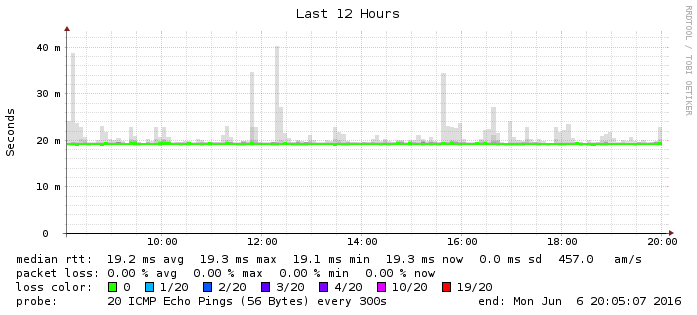 Last 12 Hours
RRDTOOL / TOBI OETIKER
Seconds
40 m
30 m
20 m
10 m
0
10:00 12:00 14:00 16:00 18:00 20:00
median rtt: 19.2 ms avg 19.3 ms max 19.1 ms min 19.3 ms now 0.0 ms sd 457.0 am/s
packet loss: 0.00 % avg 0.00 % max 0.00 % min 0.00 % now
loss color: 0 1/20 2/20 3/20 4/20 10/20 19/20
probe: 20 ICMP Echo Pings (56 Bytes) every 300s end: Mon Jun 6 20:05:07 2016